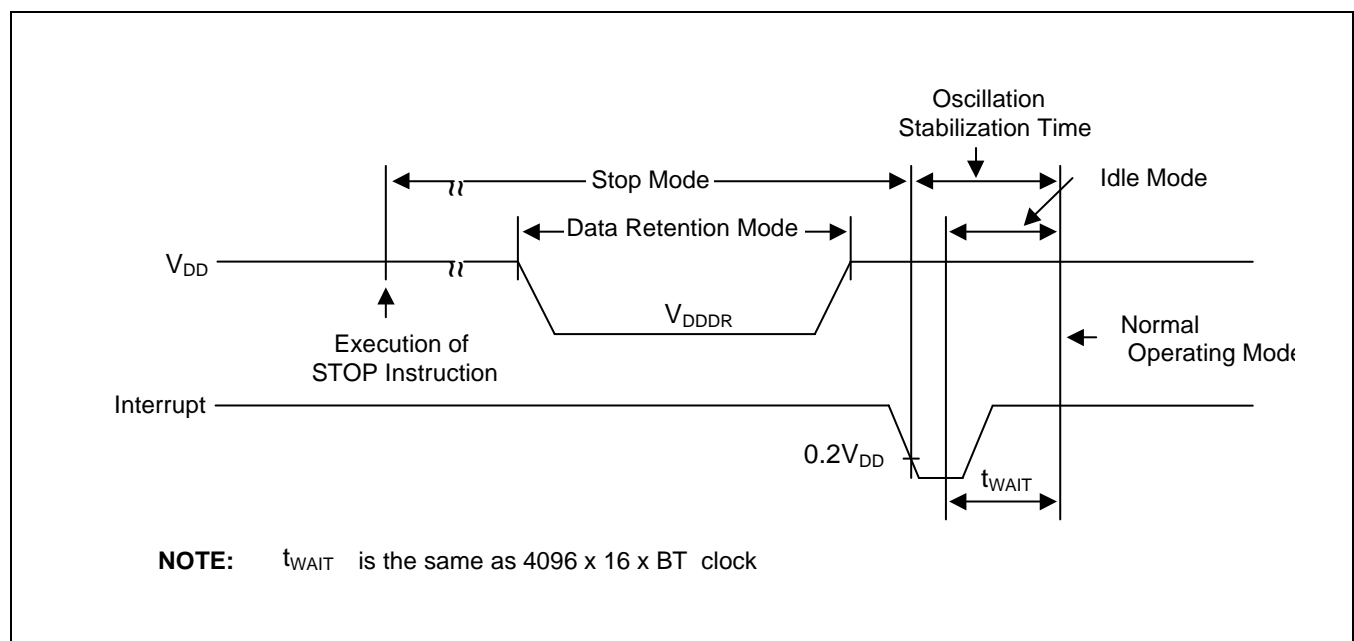 Oscillation
Stabilization Time
Stop Mode
Idle Mode
Data Retention Mode
VDD
VDDDR
Execution of
STOP Instruction
Normal
Operating Mode
Interrupt
0.2VDD
tWAIT
NOTE: tWAIT is the same as 4096 x 16 x BT clock